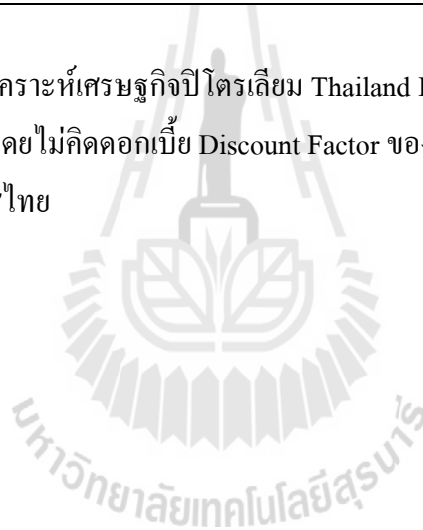 คราะห์เศรษฐกิจปิโตรเลียม Thailand
ดยไม่คิดดอกเบี้ย Discount Factor ของ
ไทย
มหาวิทยาลัยเทคโนโลยีสุรนารี